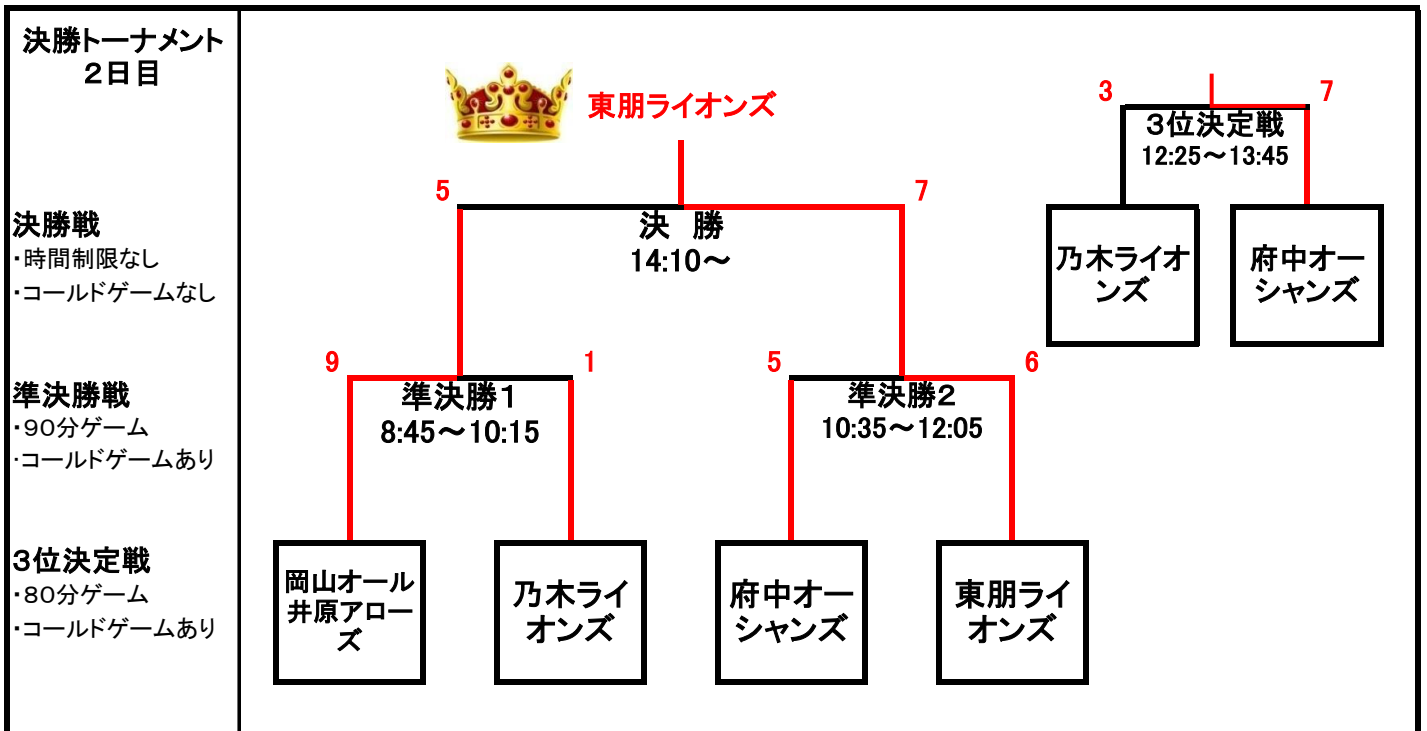 決勝トーナメント
２日目
決勝戦
・時間制限なし
・コールドゲームなし
準決勝戦
・９０分ゲーム
・コールドゲームあり
３位決定戦
・８０分ゲーム
・コールドゲームあり
東朋ライオンズ
3
7
３位決定戦
12:25～13:45
乃木ライオ
ンズ
府中オー
シャンズ
5
7
決　勝
14:10～
9
1
準決勝１
8:45～10:15
5
6
準決勝２
10:35～12:05
岡山オール
井原アロー
ズ
乃木ライ
オンズ
府中オー
シャンズ
東朋ライ
オンズ